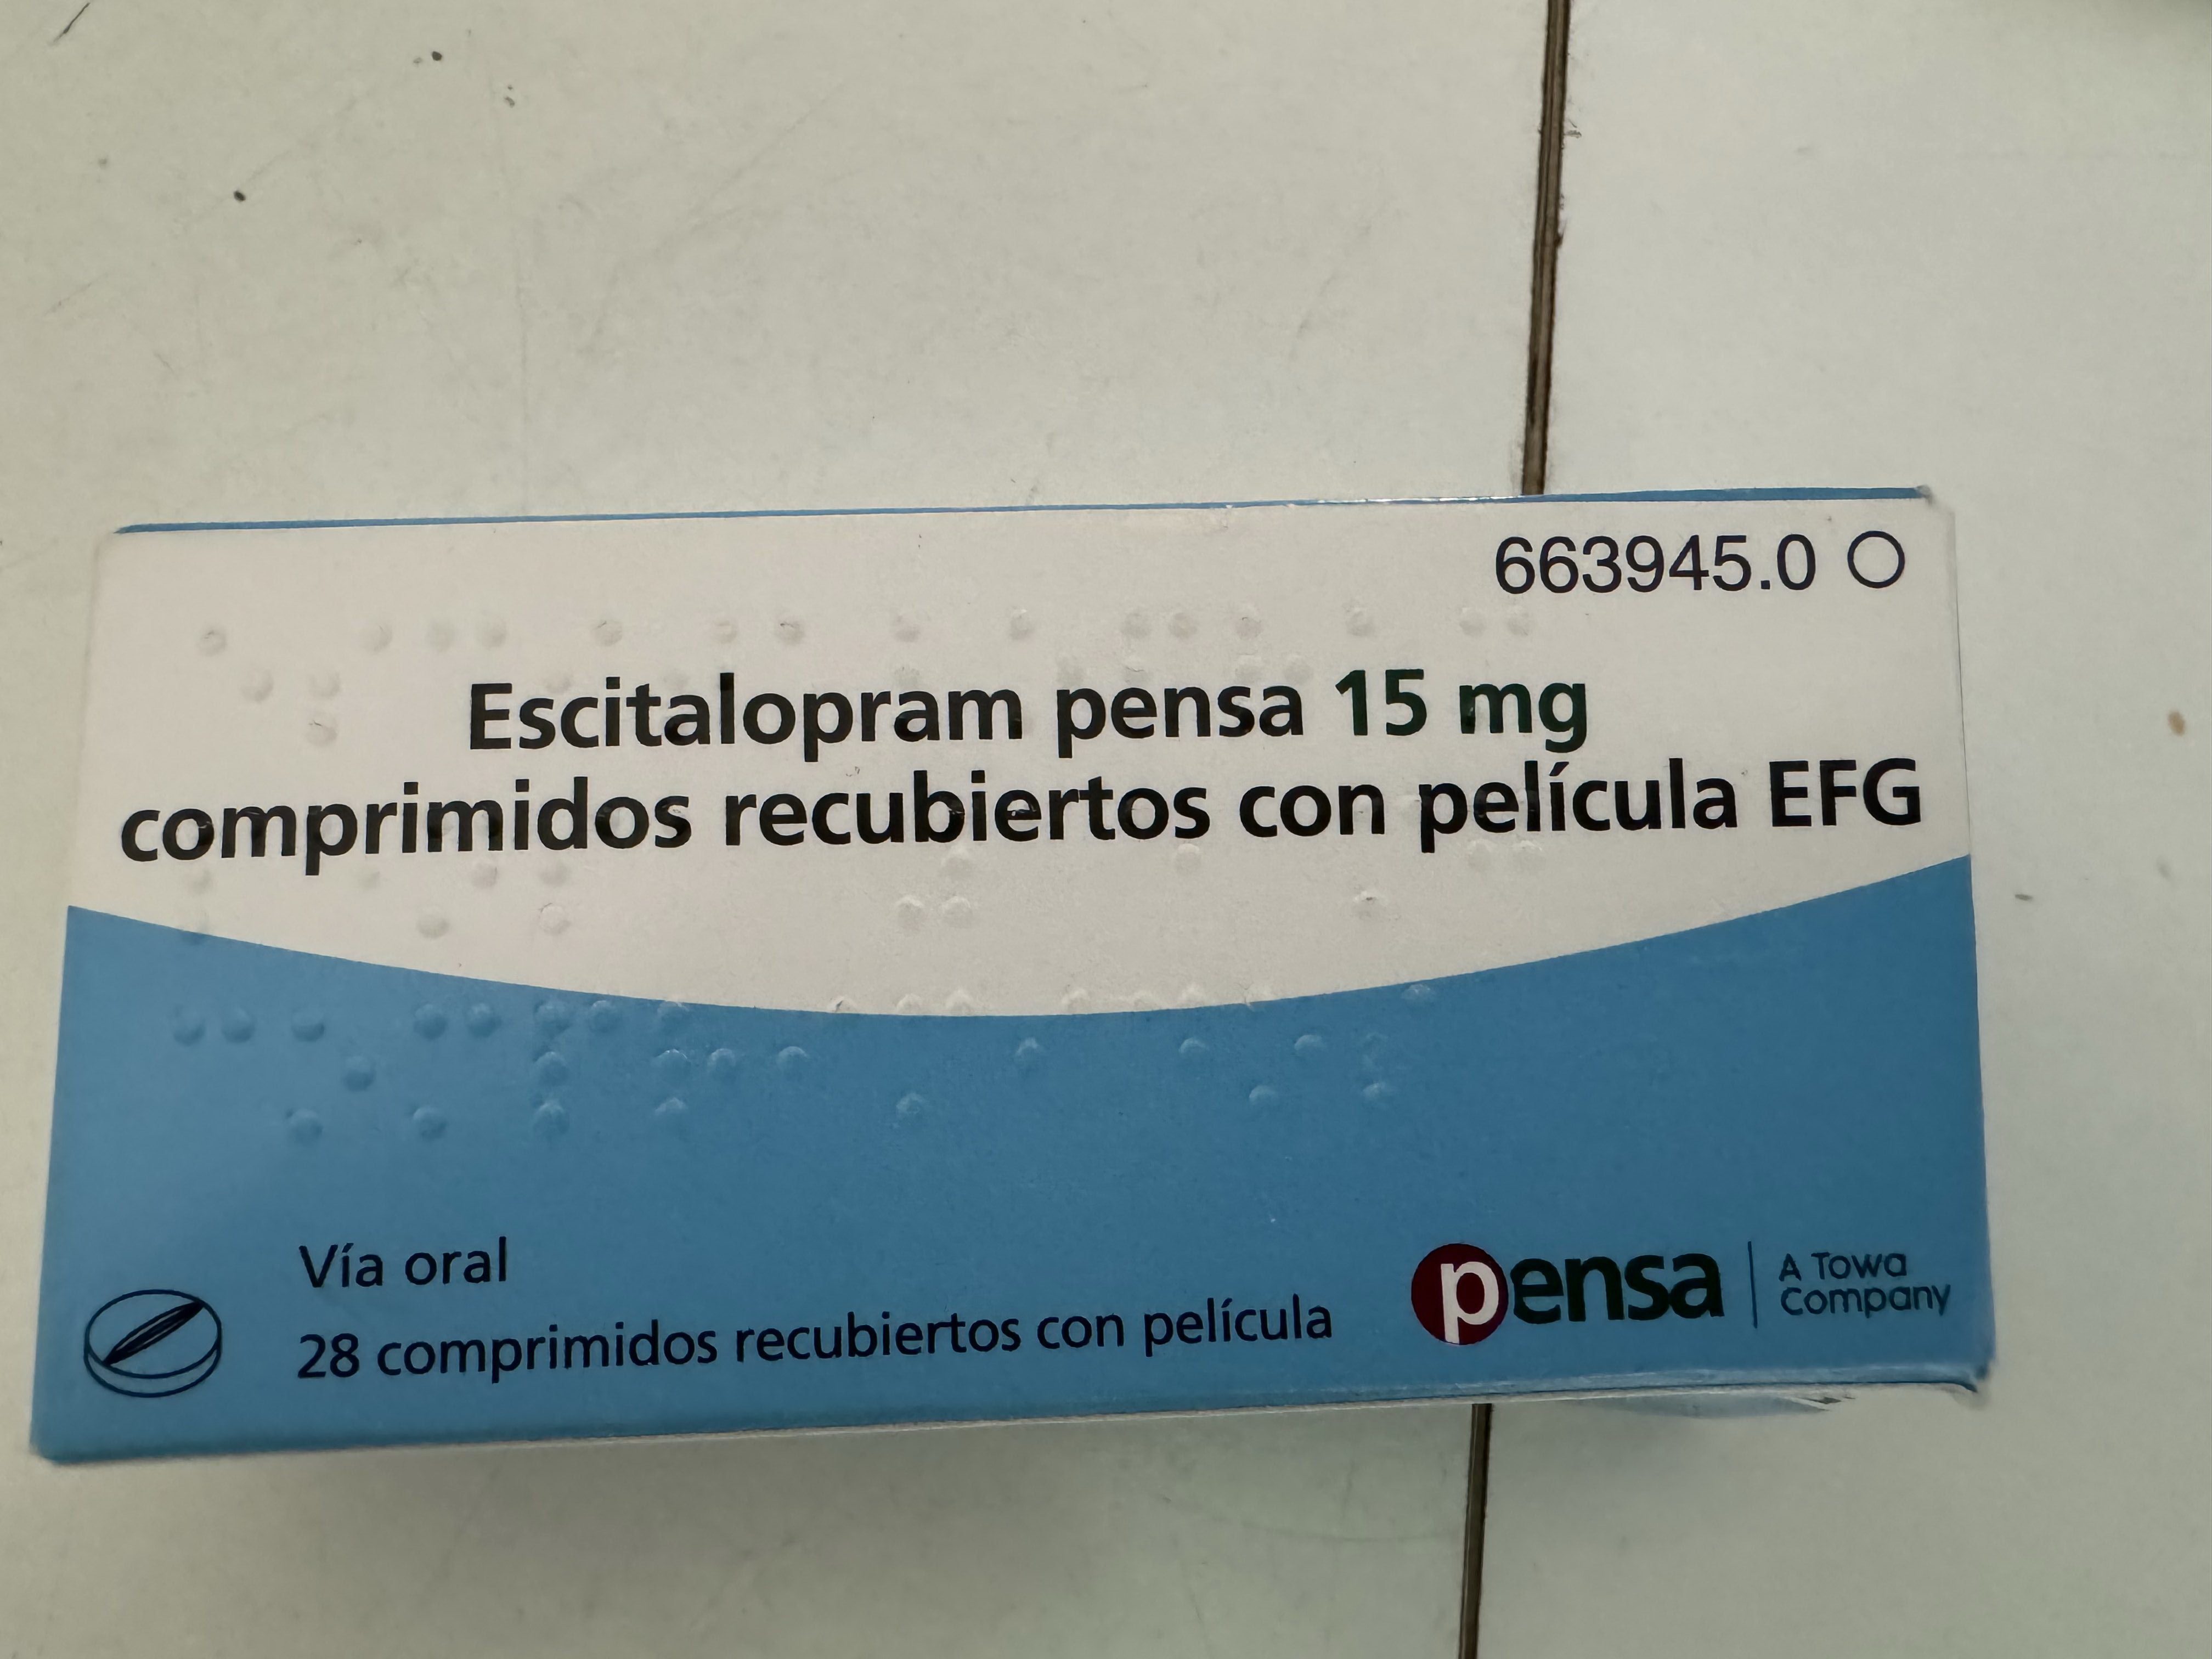 663945.0 O
Escitalopram pensa 15 mg
comprimidos recubiertos con película EFG
Vía oral
28 comprimidos recubiertos con película
pensa
A Towa
Company